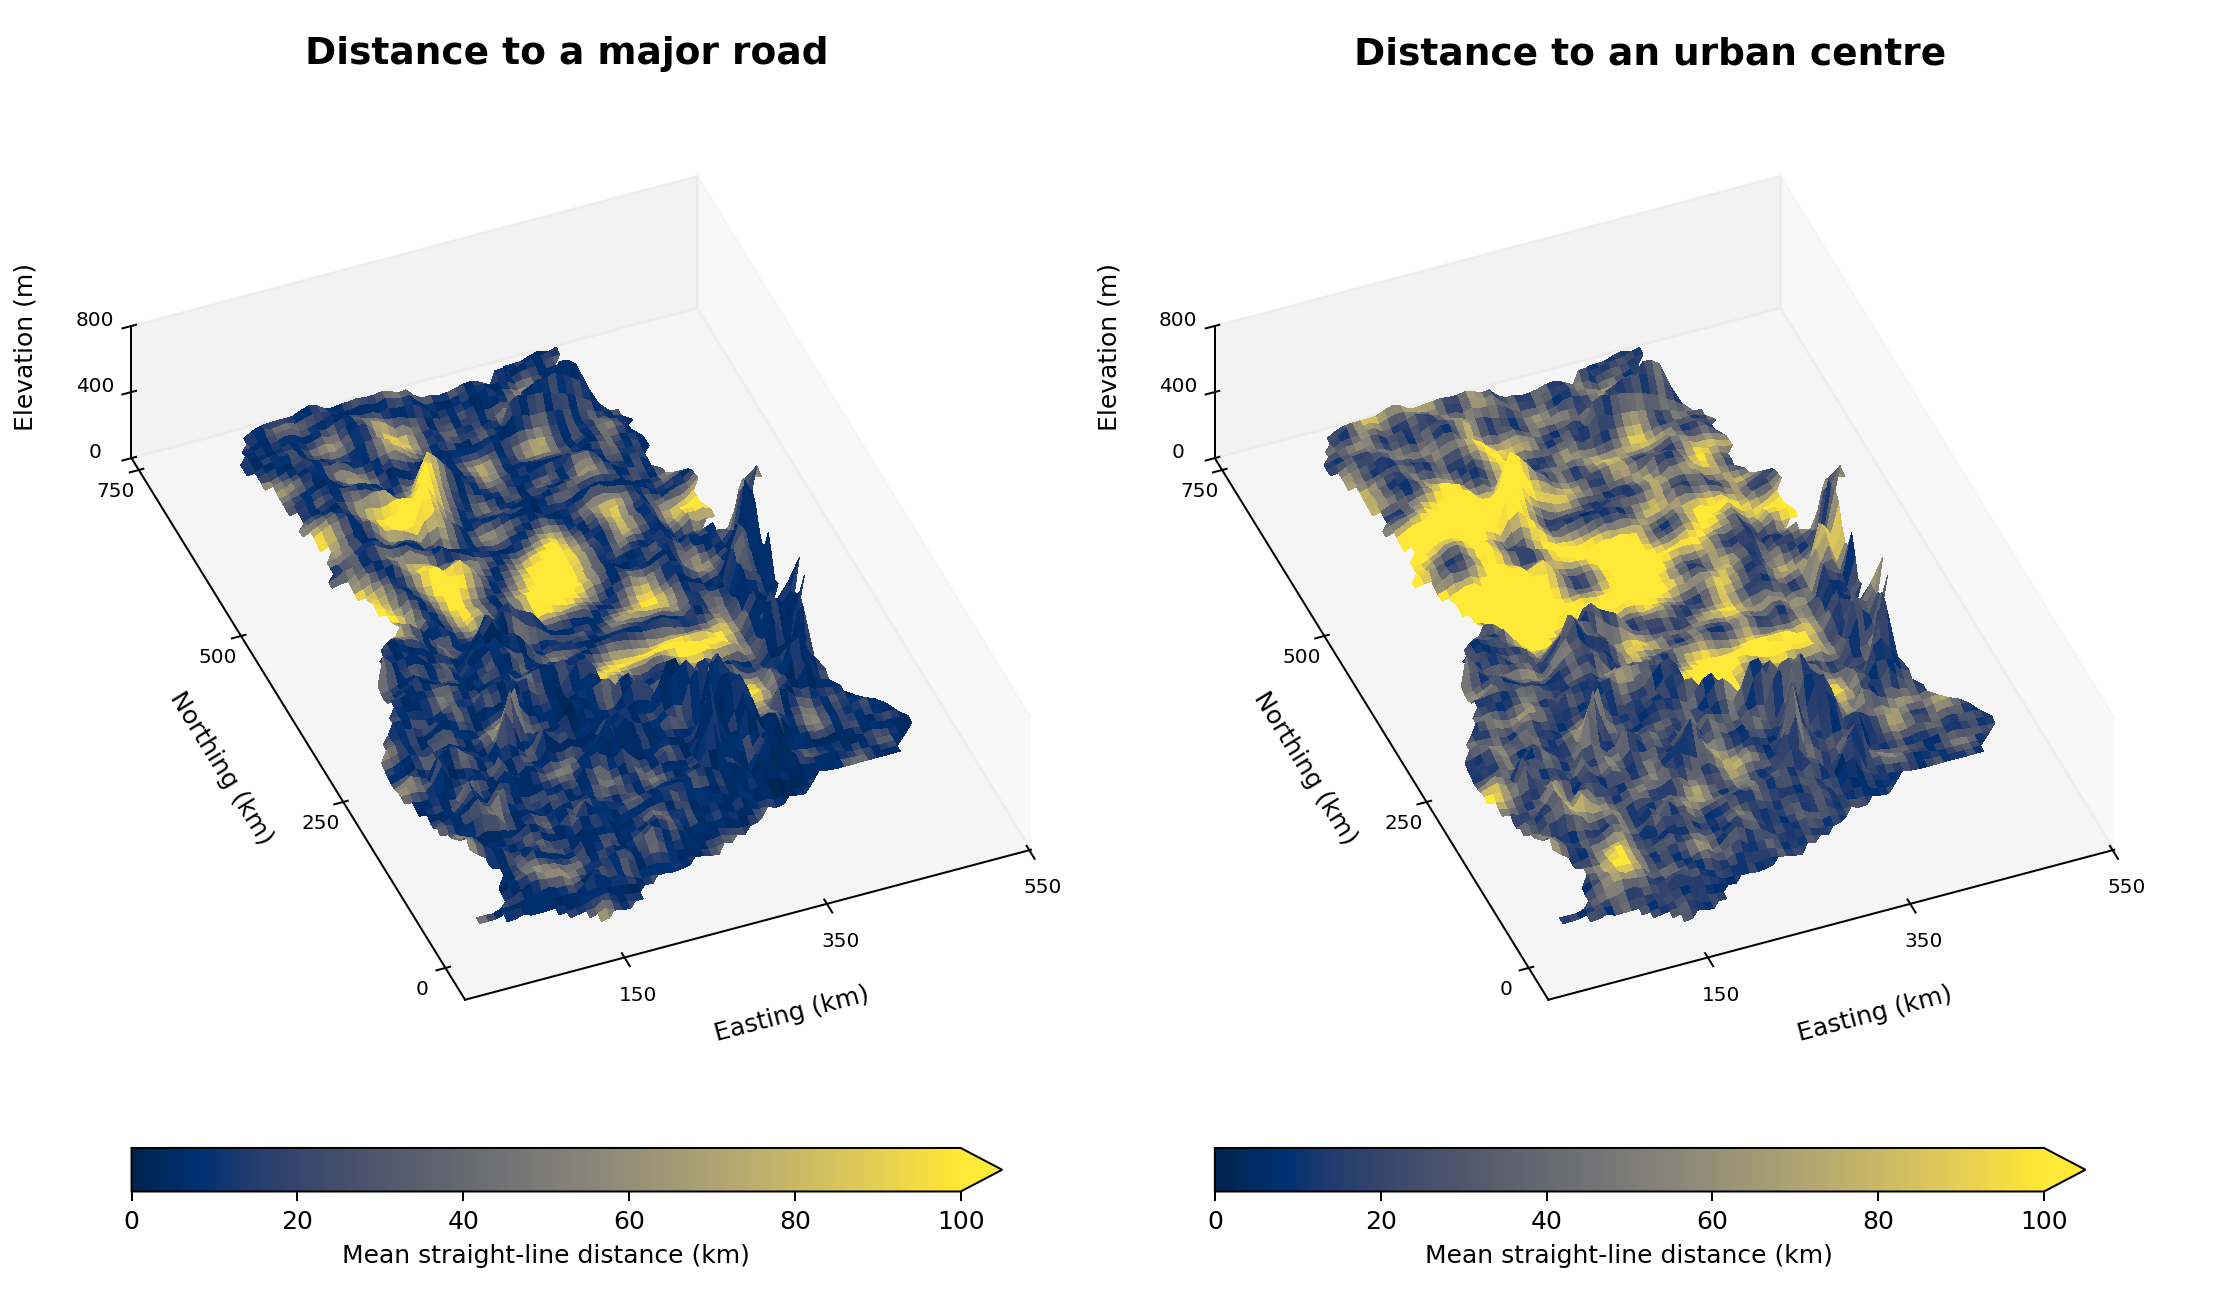 Distance to a major road
Elevation (m)
800
400
0
750
500
250
0
Northing (km)
150
350
550
Easting (km)
0 20 40 60 80 100
Mean straight-line distance (km)
Distance to an urban centre
Elevation (m)
800
400
0
750
500
250
0
Northing (km)
150
350
550
Easting (km)
0 20 40 60 80 100
Mean straight-line distance (km)